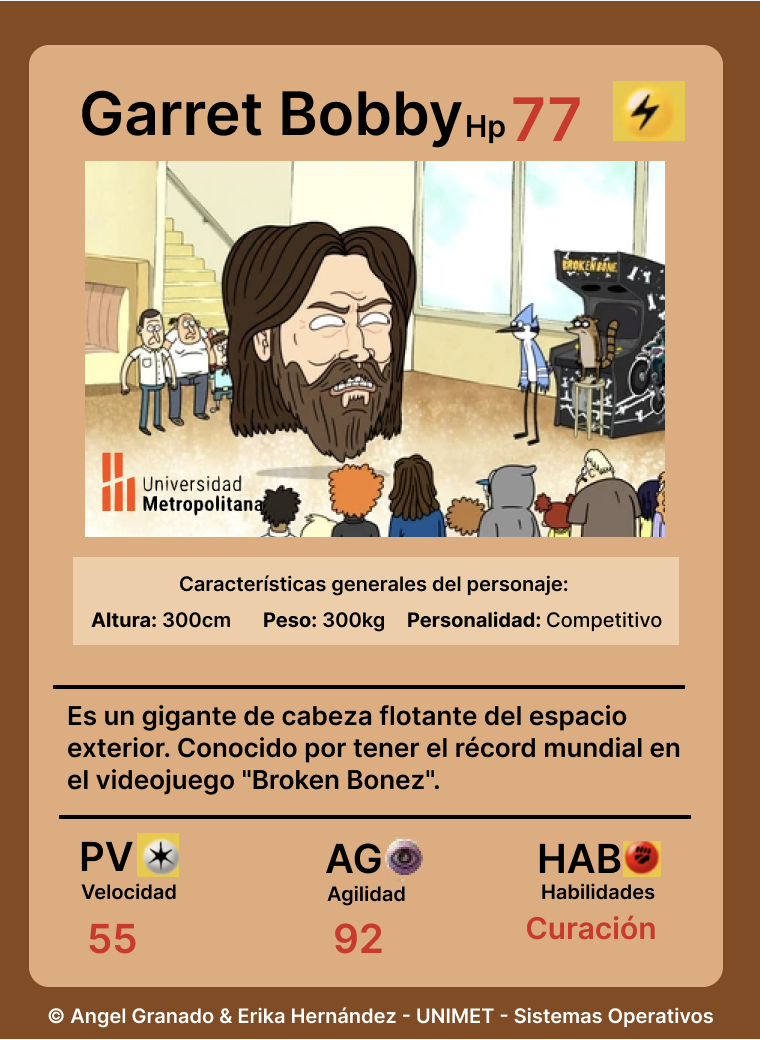 Garret Bobby Hp 77
BROKEN BONE
Universidad
Metropolitana
Características generales del personaje:
Altura: 300cm Peso: 300kg Personalidad: Competitivo
Es un gigante de cabeza flotante del espacio
exterior. Conocido por tener el récord mundial en
el videojuego "Broken Bonez".
PV AG HAB
Velocidad Agilidad Habilidades
55 92 Curación
© Angel Granado & Erika Hernández - UNIMET - Sistemas Operativos